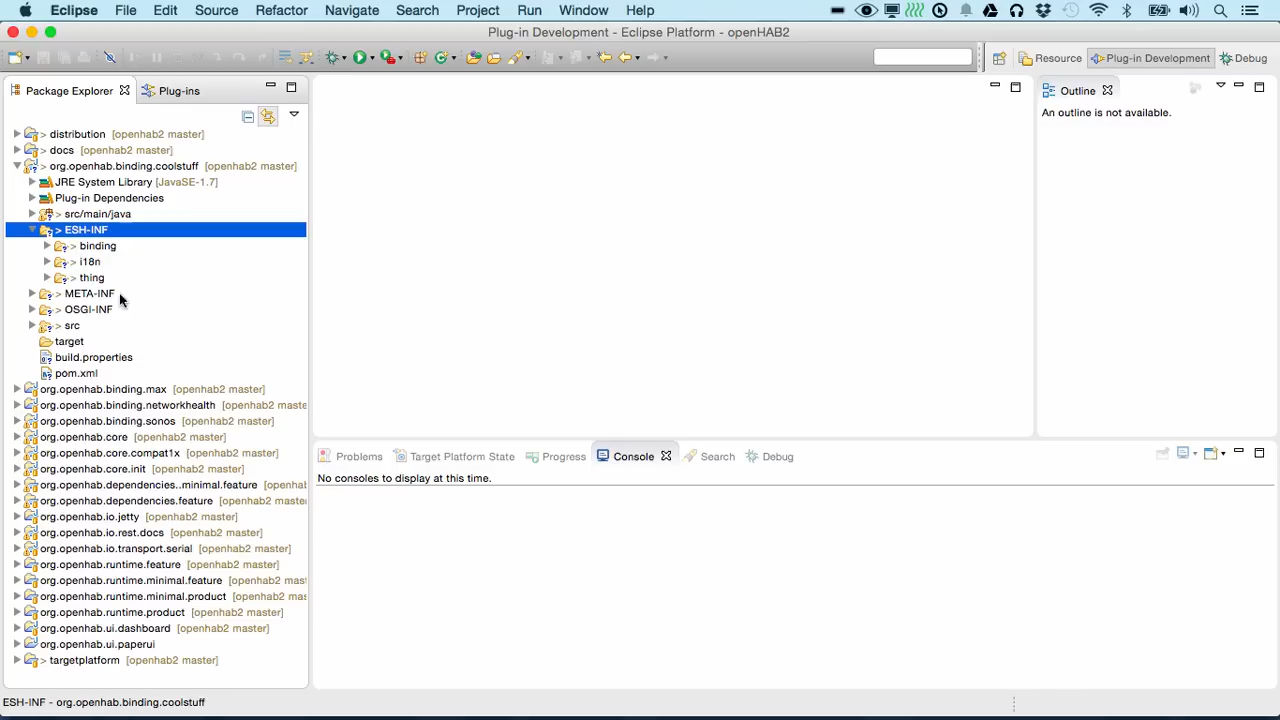 Eclipse File Edit Source Refactor Navigate Search Project Run Window Help
Plug-in Development - Eclipse Platform - openHAB2
Resource Plug-in Development Debug
Package Explorer Plug-ins
Outline
An outline is not available.
> distribution [openhab2 master]
> docs [openhab2 master]
> org.openhab.binding.coolstuff [openhab2 master]
JRE System Library [JavaSE-1.7]
Plug-in Dependencies
> src/main/java
> ESH-INF
> binding
> i18n
> thing
> META-INF
> OSGI-INF
> src
target
build.properties
pom.xml
org.openhab.binding.max [openhab2 master]
org.openhab.binding.networkhealth [openhab2 maste
org.openhab.binding.sonos [openhab2 master]
org.openhab.core [openhab2 master]
org.openhab.core.compat1x [openhab2 master]
org.openhab.core.init [openhab2 master]
org.openhab.dependencies..minimal.feature [openhab
org.openhab.dependencies.feature [openhab2 master]
org.openhab.io.jetty [openhab2 master]
org.openhab.io.rest.docs [openhab2 master]
org.openhab.io.transport.serial [openhab2 master]
org.openhab.runtime.feature [openhab2 master]
org.openhab.runtime.minimal.feature [openhab2 mas
org.openhab.runtime.minimal.product [openhab2 mas
org.openhab.runtime.product [openhab2 master]
org.openhab.ui.dashboard [openhab2 master]
org.openhab.ui.paperui
> targetplatform [openhab2 master]
Problems Target Platform State Progress Console Search Debug
No consoles to display at this time.
ESH-INF - org.openhab.binding.coolstuff